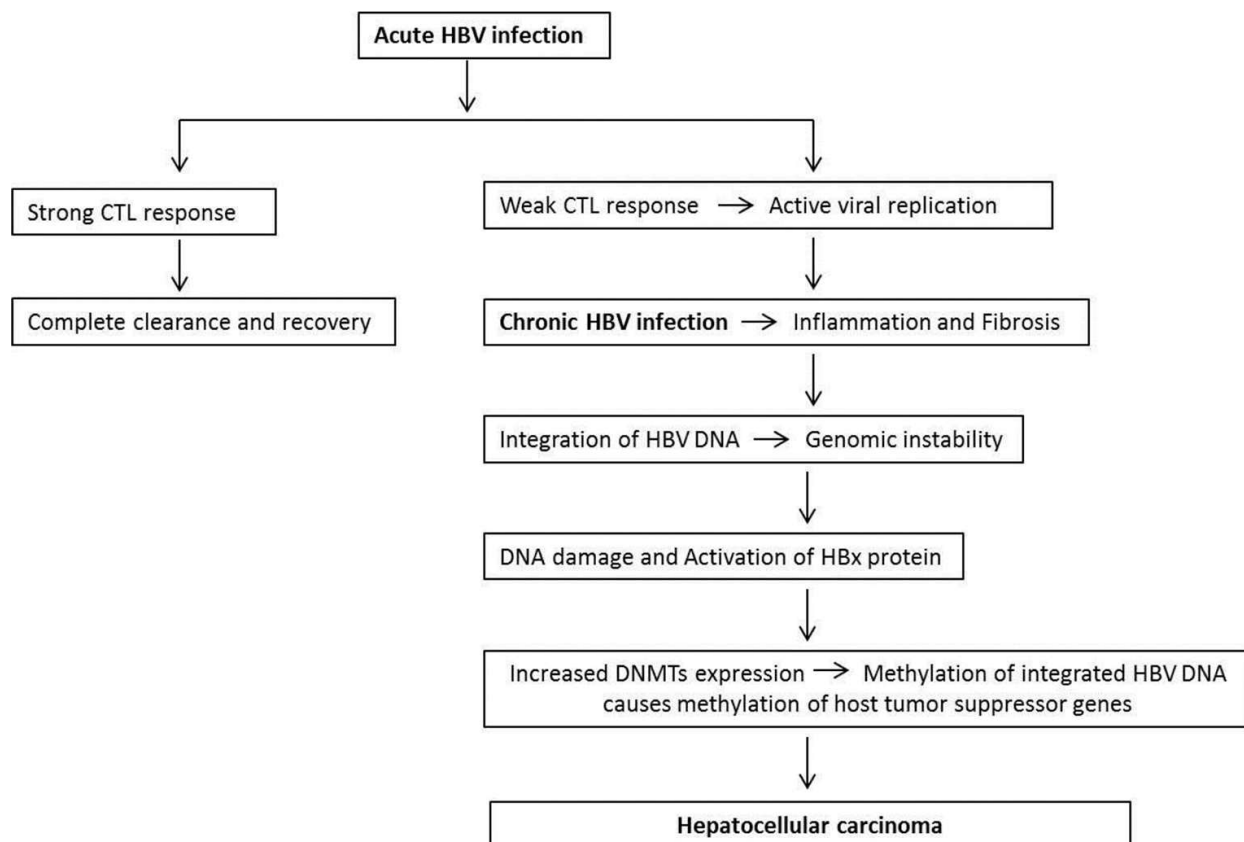 Acute HBV infection
Strong CTL response
Complete clearance and recovery
Weak CTL response → Active viral replication
Chronic HBV infection → Inflammation and Fibrosis
Integration of HBV DNA → Genomic instability
DNA damage and Activation of HBx protein
Increased DNMTs expression → Methylation of integrated HBV DNA
causes methylation of host tumor suppressor genes
Hepatocellular carcinoma